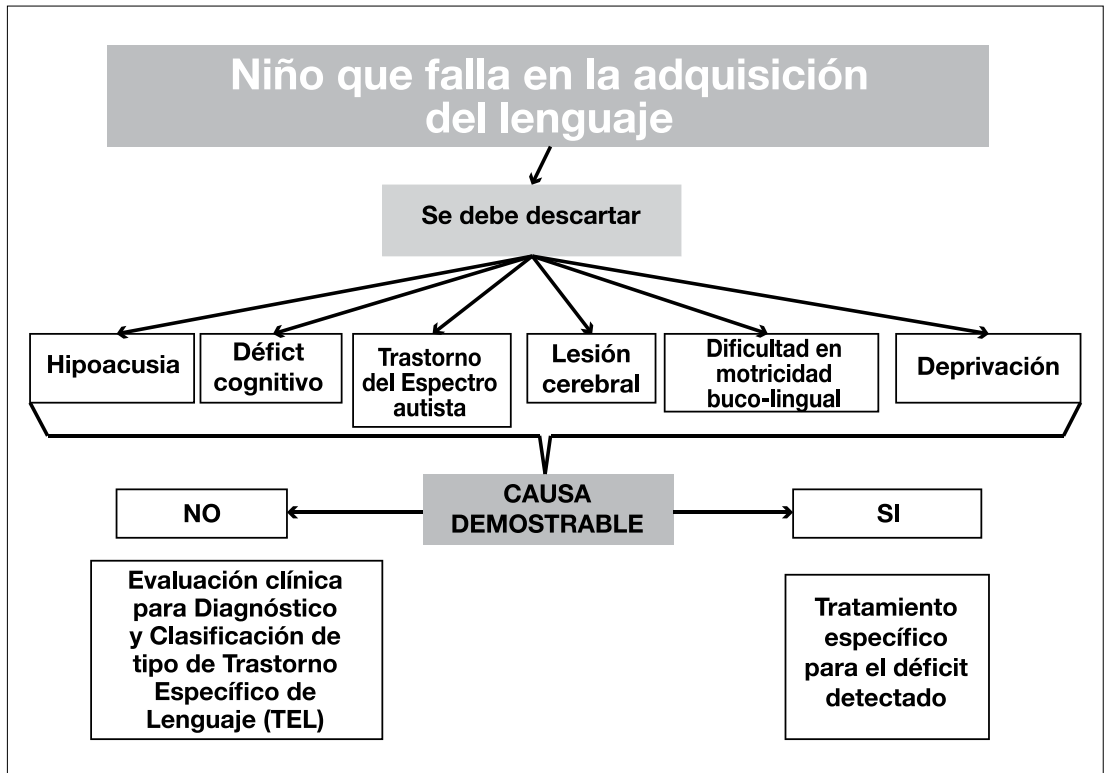 Niño que falla en la adquisición
del lenguaje
Se debe descartar
Hipoacusia
Défict
cognitivo
Trastorno
del Espectro
autista
Lesión
cerebral
Dificultad en
motricidad
buco-lingual
Deprivación
NO
CAUSA
DEMOSTRABLE
SI
Evaluación clínica
para Diagnóstico
y Clasificación de
tipo de Trastorno
Específico de
Lenguaje (TEL)
Tratamiento
específico
para el déficit
detectado